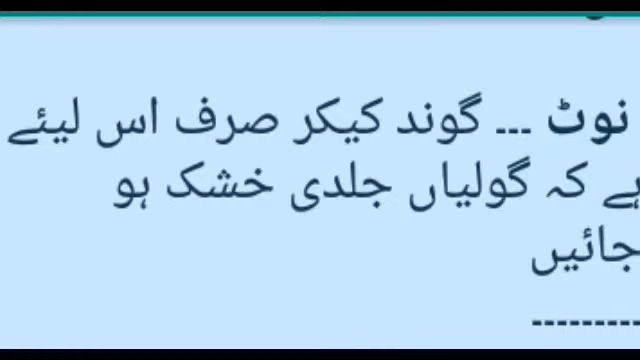 نوٹ ... گوند کیکر صرف اس لیئے
ہے کہ گولیاں جلدی خشک ہو
جائیں
---------